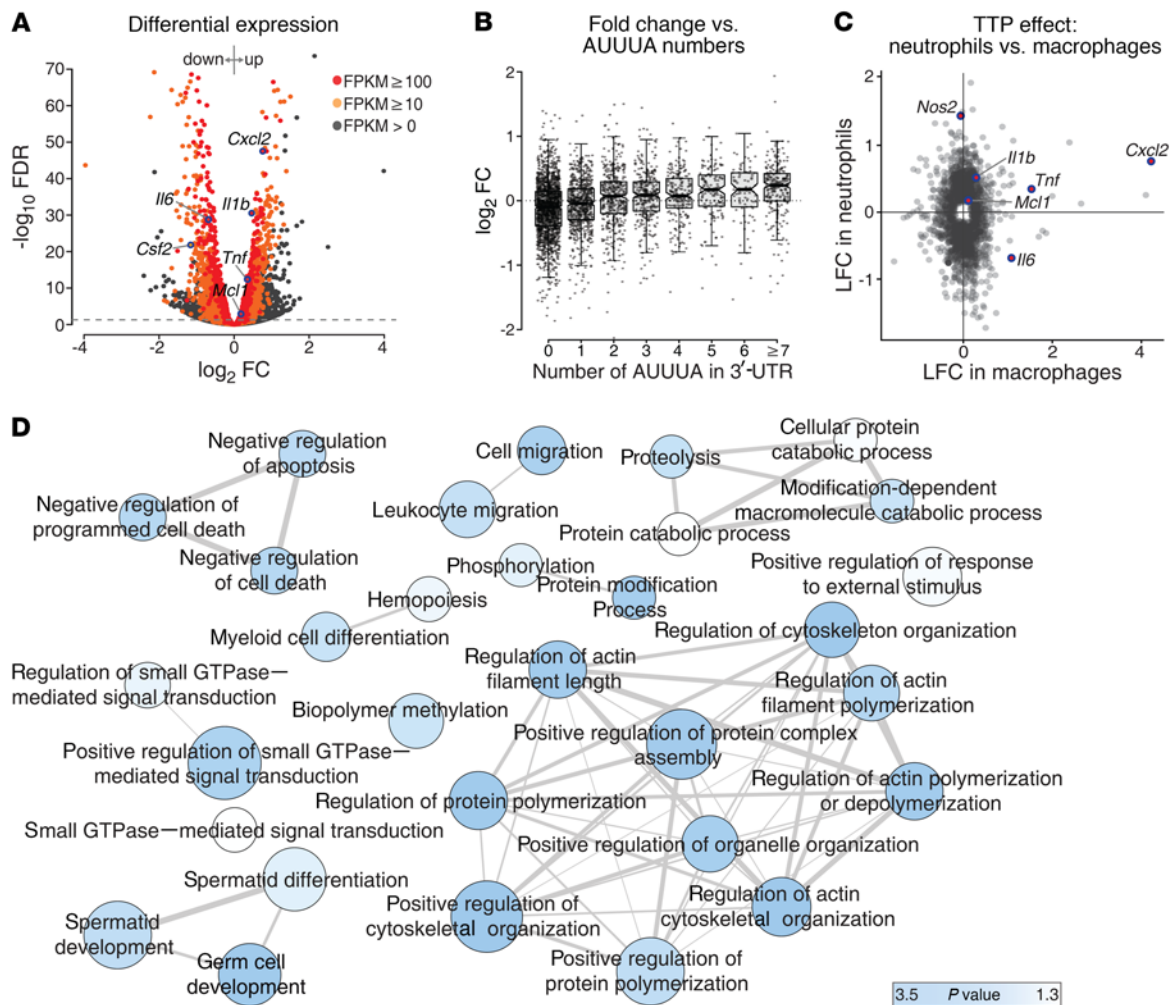 A
Differential expression
down
up
FPKM ≥ 100
FPKM ≥ 10
FPKM > 0
Cxcl2
Il6
Il1b
Csf2
Tnf
Mcl1
70
60
50
40
30
20
10
0
-log10 FDR
-4
-2
0
2
4
log2 FC
B
Fold change vs.
AUUUA numbers
2
1
0
-1
-2
log2 FC
0 1 2 3 4 5 6 ≥7
Number of AUUUA in 3′-UTR
C
TTP effect:
neutrophils vs. macrophages
2
1
0
-1
LFC in neutrophils
Nos2
Il1b
Cxcl2
Tnf
Mcl1
Il6
0
2
4
LFC in macrophages
D
Negative regulation
of apoptosis
Negative regulation of
programmed cell death
Negative regulation
of cell death
Cell migration
Leukocyte migration
Proteolysis
Cellular protein
catabolic process
Modification-dependent
macromolecule catabolic process
Protein catabolic process
Phosphorylation
Protein modification
Process
Positive regulation of response
to external stimulus
Hemopoiesis
Myeloid cell differentiation
Regulation of cytoskeleton organization
Regulation of small GTPase—
mediated signal transduction
Regulation of actin
filament length
Regulation of actin
filament polymerization
Biopolymer methylation
Positive regulation of protein complex
assembly
Positive regulation of small GTPase—
mediated signal transduction
Regulation of protein polymerization
Regulation of actin polymerization
or depolymerization
Small GTPase—mediated signal transduction
Positive regulation of organelle organization
Spermatid differentiation
Positive regulation of
cytoskeletal organization
Regulation of actin
cytoskeletal organization
Spermatid
development
Germ cell
development
Positive regulation of
protein polymerization
3.5 P value 1.3